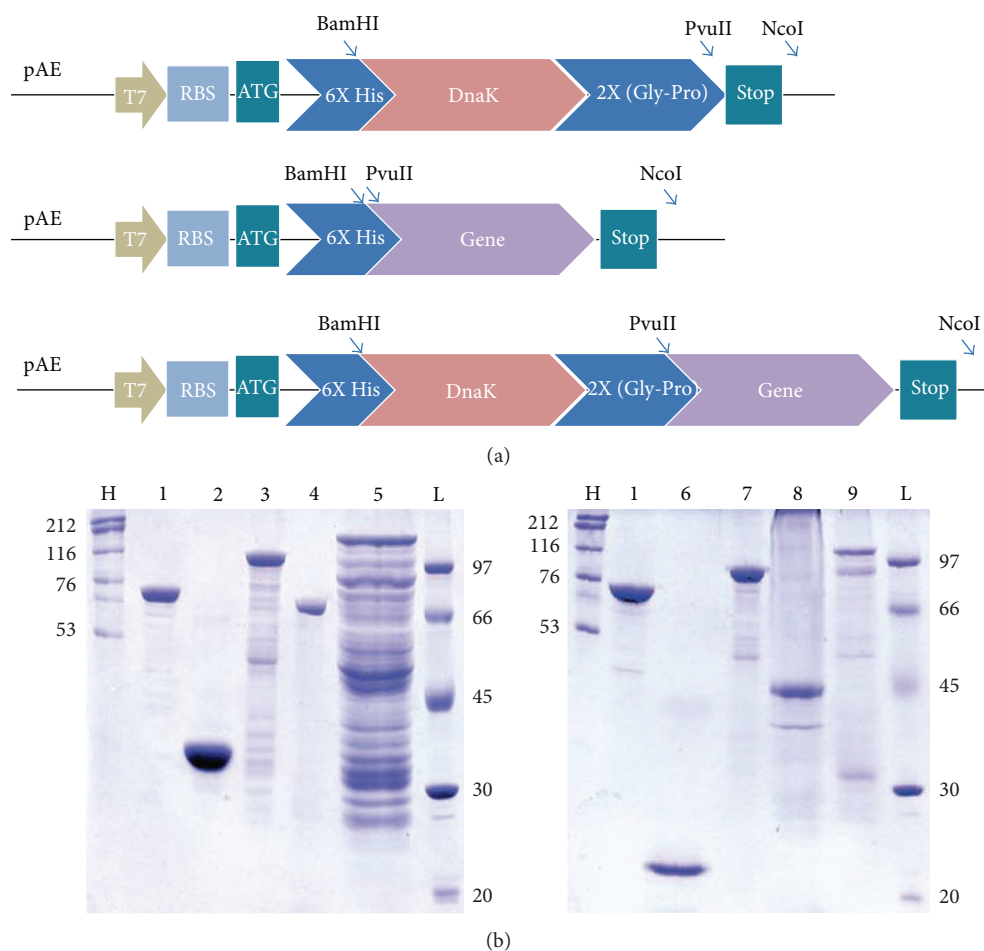 BamHI PvuII NcoI
pAE
T7 RBS ATG 6X His DnaK 2X (Gly-Pro) Stop
BamHI PvuII NcoI
pAE
T7 RBS ATG 6X His Gene Stop
BamHI PvuII NcoI
pAE
T7 RBS ATG 6X His DnaK 2X (Gly-Pro) Gene Stop
(a)
H 1 2 3 4 5 L
212
116
76
53
97
66
45
30
20
H 1 6 7 8 9 L
212
116
76
53
97
66
45
30
20
(b)